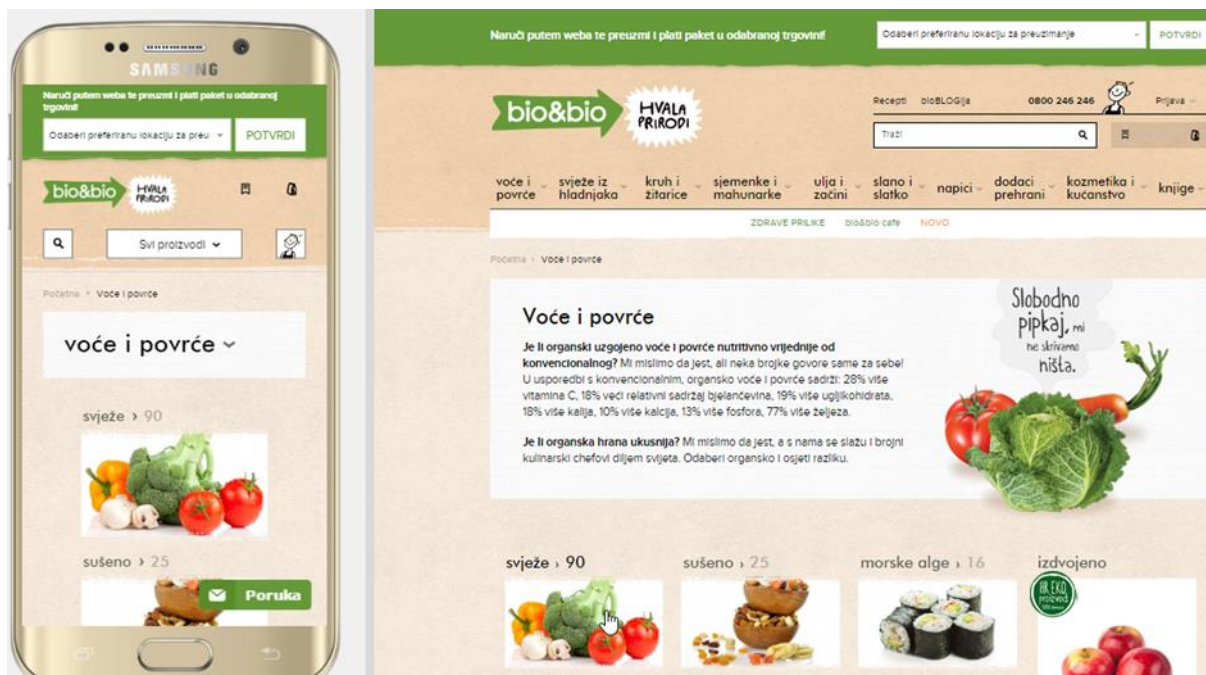 SAMSUNG
Naruči putem weba te preuzmi i plati paket u odabranoj
trgovini!
Odaberi preferiranu lokaciju za preu
POTVRDI
bio&bio
HVALA
PRIRODI
Svi proizvodi
Početna › Voće i povrće
voće i povrće
svježe › 90
sušeno › 25
Poruka
Naruči putem weba te preuzmi i plati paket u odabranoj trgovini!
Odaberi preferiranu lokaciju za preuzimanje
POTVRDI
bio&bio
HVALA
PRIRODI
Recepti bioBLOGija 0800 246 246 Prijava
Traži
voće i povrće
svježe iz hladnjaka
kruh i žitarice
sjemenke i mahunarke
ulja i začini
slano i slatko
napici
dodaci prehrani
kozmetika i kućanstvo
knjige
ZDRAVE PRILIKE bio&bio cafe NOVO
Početna › Voće i povrće
Voće i povrće
Je li organski uzgojeno voće i povrće nutritivno vrijednije od
konvencionalnog? Mi mislimo da jest, ali neka brojke govore same za sebe!
U usporedbi s konvencionalnim, organsko voće i povrće sadrži: 28% više
vitamina C, 18% veći relativni sadržaj bjelančevina, 19% više ugljikohidrata,
18% više kalija, 10% više kalcija, 13% više fosfora, 77% više željeza.
Je li organska hrana ukusnija? Mi mislimo da jest, a s nama se slažu i brojni
kulinarski chefovi diljem svijeta. Odaberi organsko i osjeti razliku.
Slobodno
pipkaj, mi
ne skrivamo
ništa.
svježe › 90
sušeno › 25
morske alge › 16
izdvojeno
HR EKO
proizvod